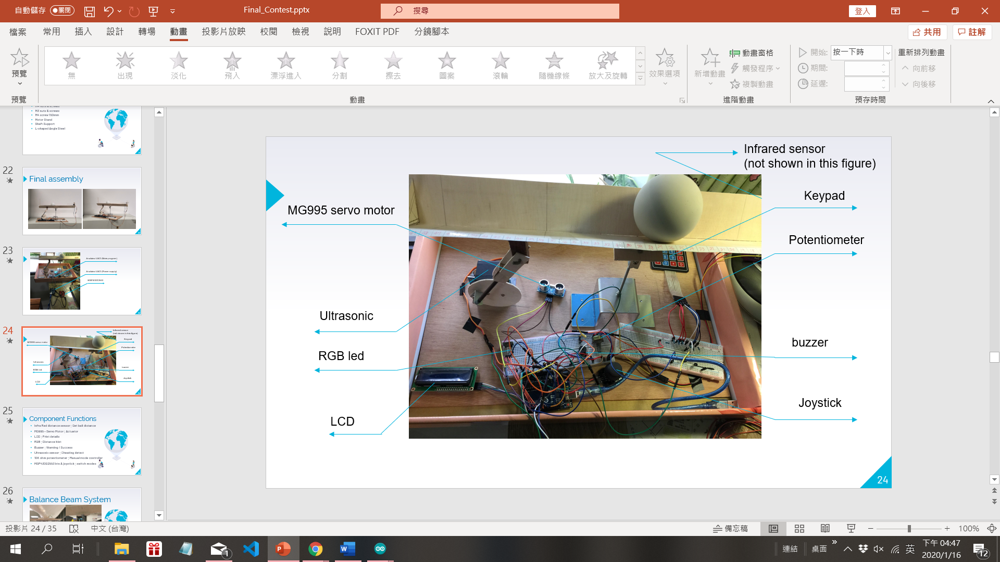 自動儲存 關閉
Final_Contest.pptx
搜尋
登入
檔案 常用 插入 設計 轉場 動畫 投影片放映 校閱 檢視 說明 FOXIT PDF 分鏡腳本
共用 註解
預覽
預覽
無 出現 淡化 飛入 漂浮進入 分割 擦去 圖案 滾輪 隨機線條 放大及旋轉
效果選項
動畫
新增動畫
動畫窗格
觸發程序
複製動畫
進階動畫
開始: 按一下時
期間:
延遲:
重新排列動畫
向前移
向後移
預存時間
M3 nuts & screws
M4 screw 150mm
Motor Stand
Shaft Support
L-shaped Angle Steel
22
Final assembly
23
Arduino UNO (Main program)
Arduino UNO (Power supply)
MSP430G2553
24
Infrared sensor
(not shown in this figure)
MG995 servo motor
Keypad
Potentiometer
Ultrasonic
RGB led
buzzer
LCD
Joystick
25
Component Functions
Infra Red distance sensor : Get ball distance
MG995 - Servo Motor : Actuator
LCD : Print details
RGB : Distance hint
Buzzer : Warning / Success
Ultrasonic sensor : Cheating detect
10K ohm potentiometer : Manual mode controller
MSP430G2553 btn & joystick : switch modes
26
Balance Beam System
Infrared sensor
(not shown in this figure)
MG995 servo motor
Keypad
Potentiometer
Ultrasonic
RGB led
buzzer
LCD
Joystick
24
投影片 24 / 35
中文 (台灣)
備忘稿
100%
1
連結
桌面
英
下午 04:47
2020/1/16
12